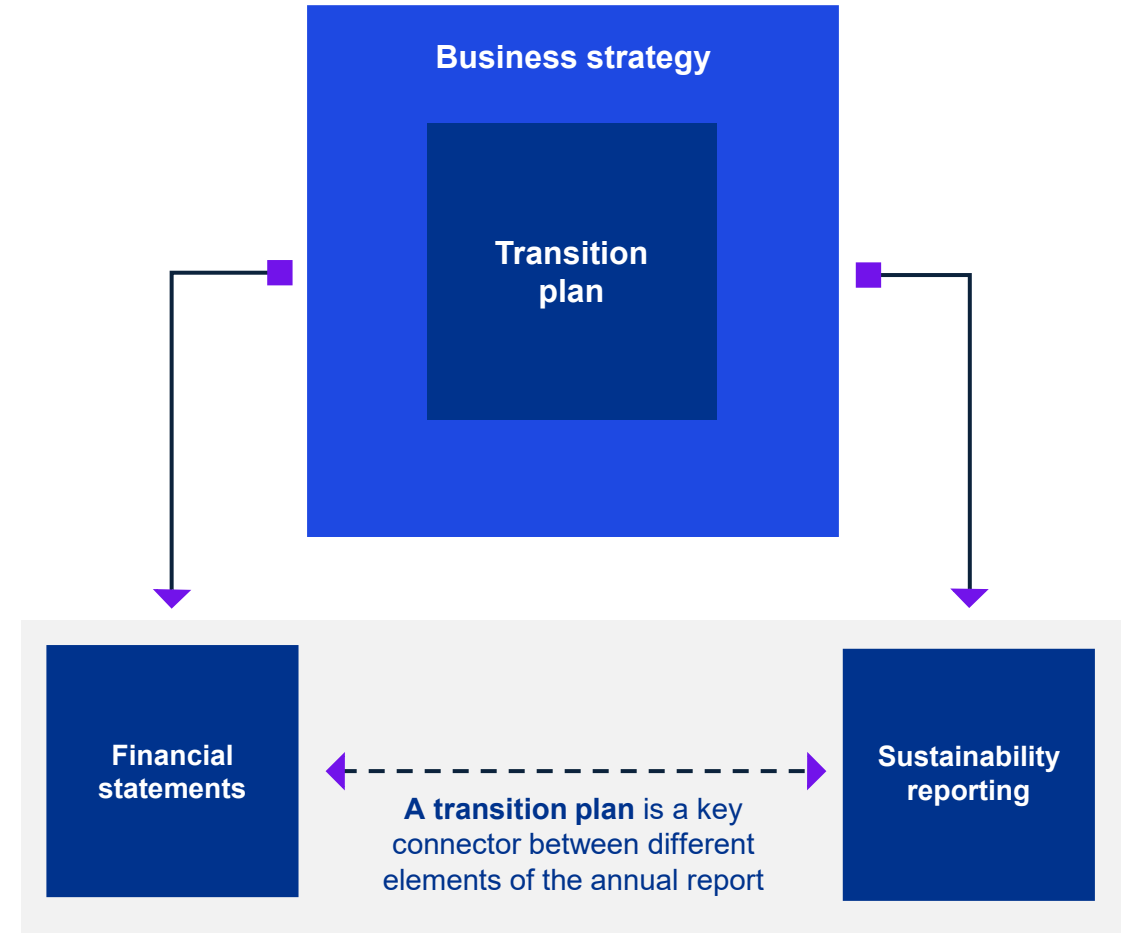 Business strategy
Transition
plan
Financial
statements
A transition plan is a key
connector between different
elements of the annual report
Sustainability
reporting